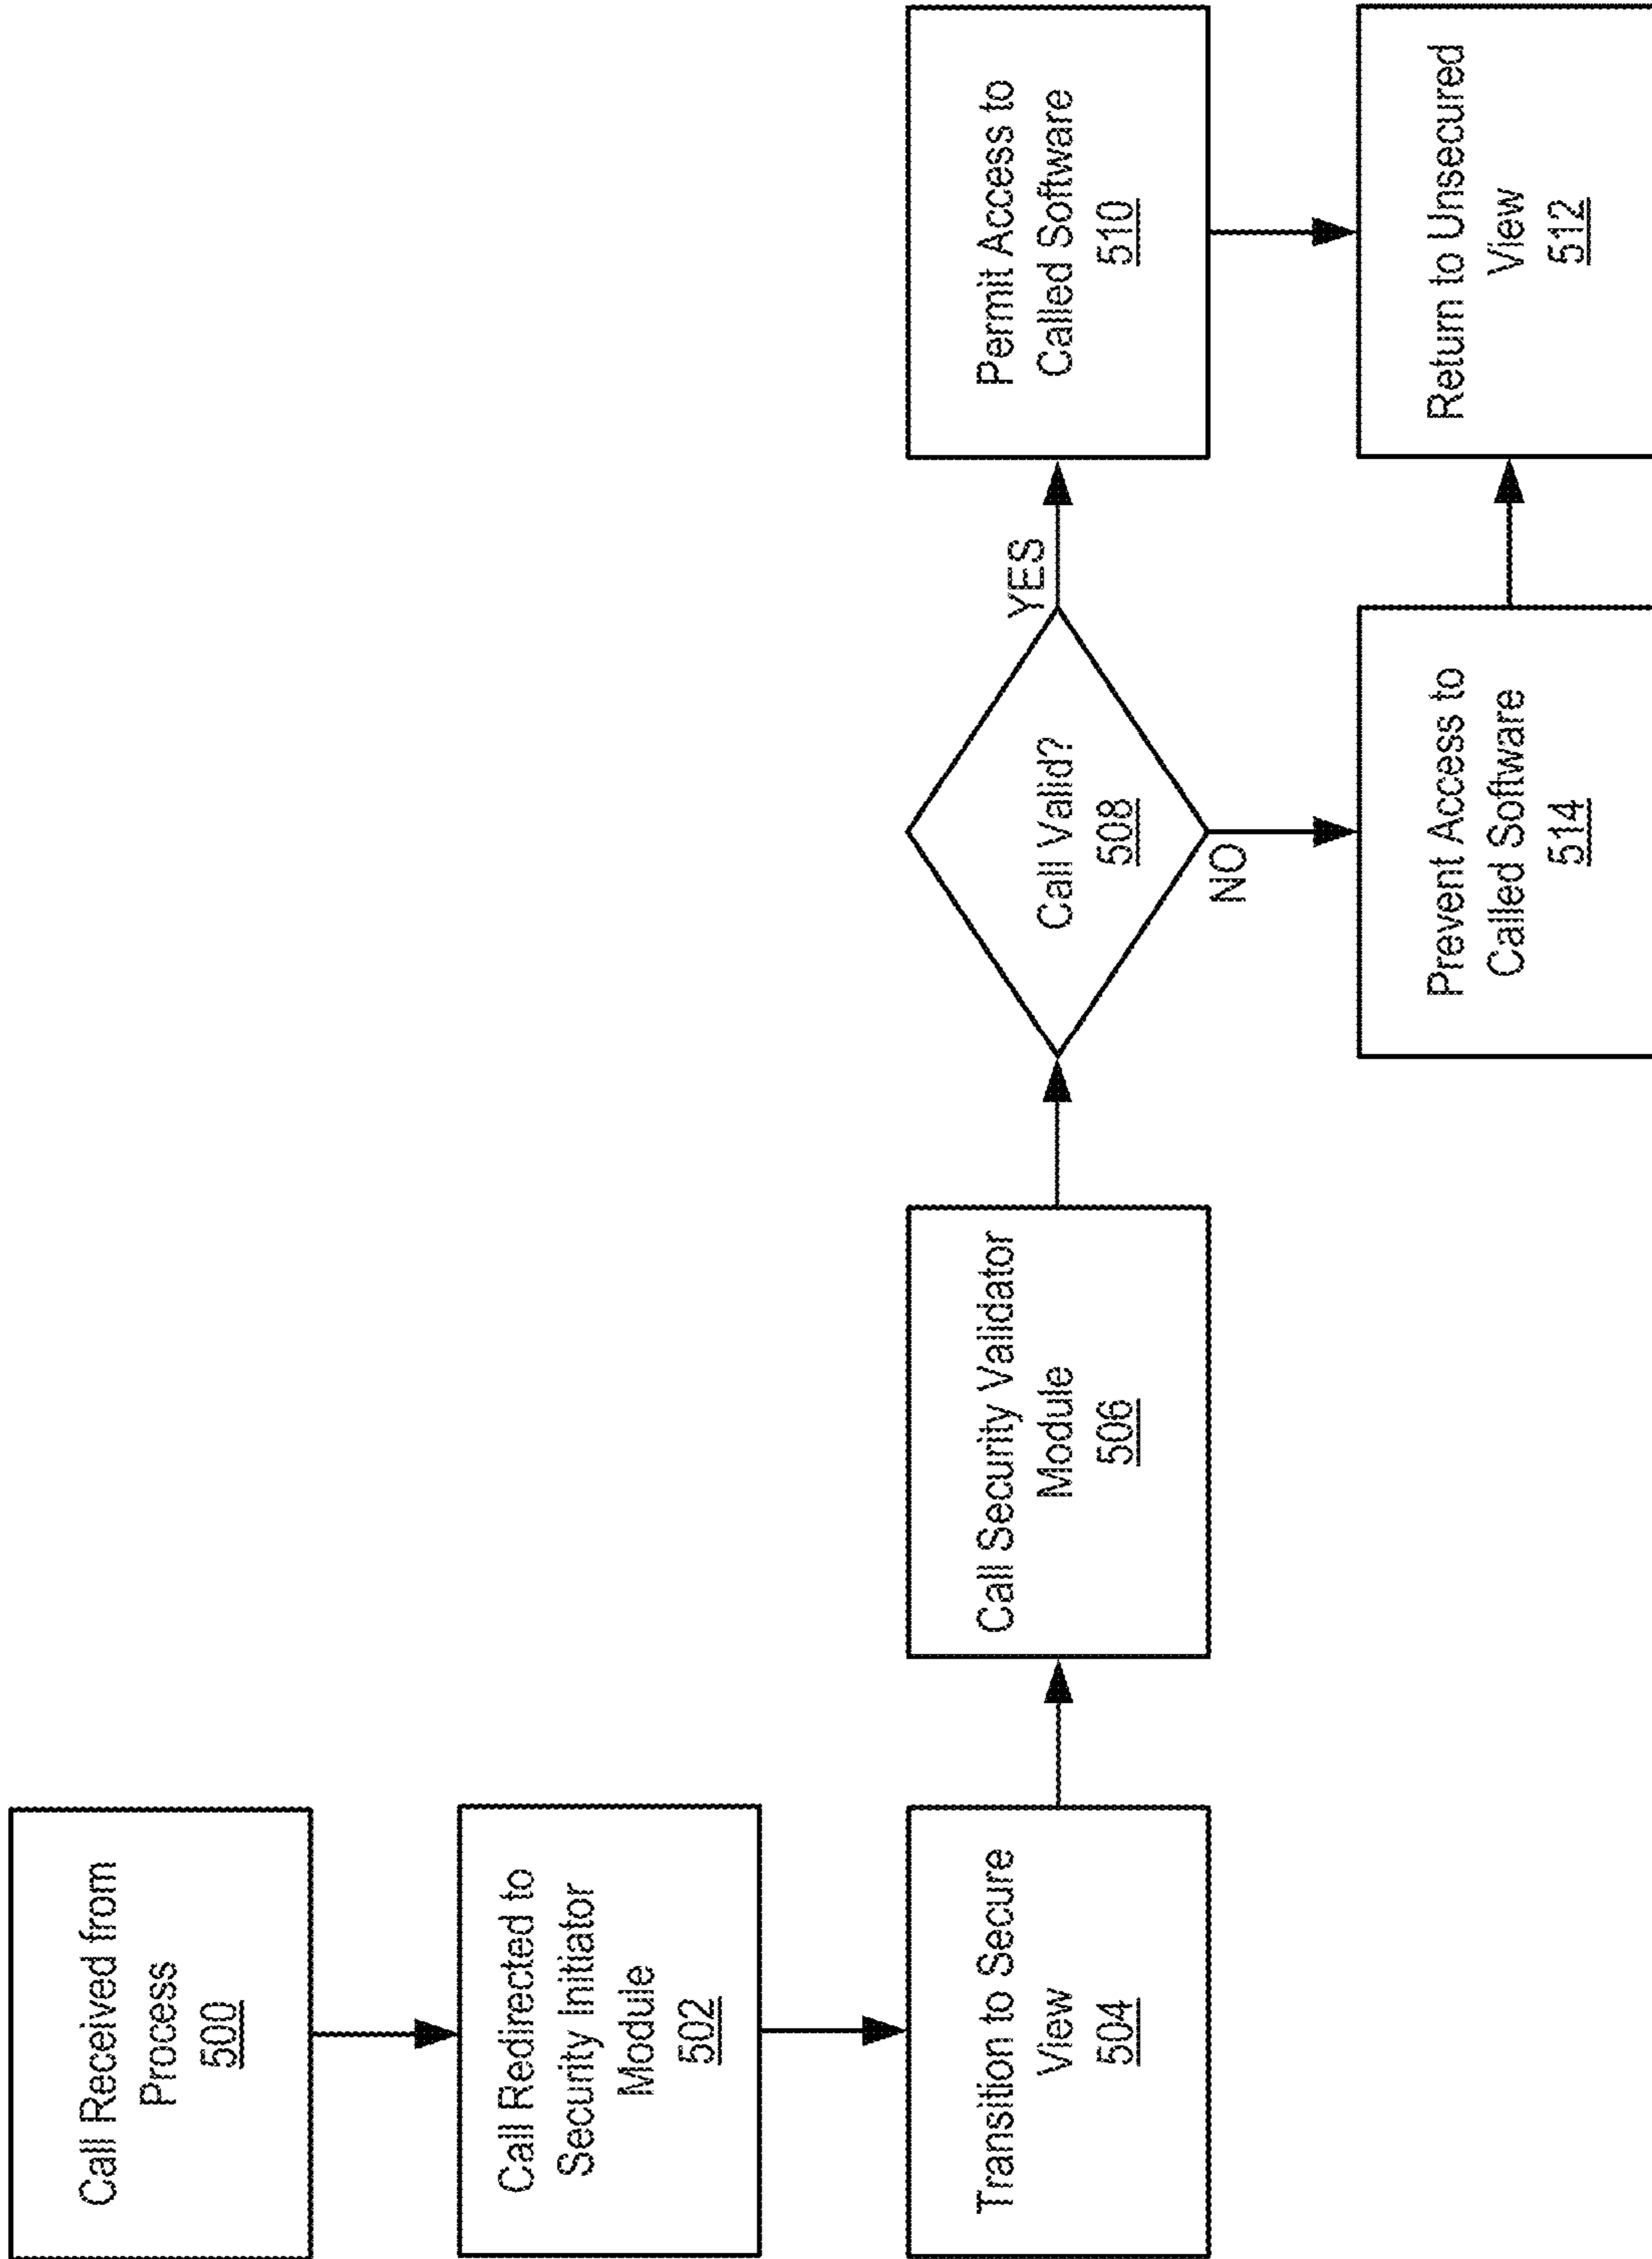 Call Received from
Process
500
Call Redirected to
Security Initiator
Module
502
Transition to Secure
View
504
Call Security Validator
Module
506
Call Valid?
508
YES
NO
Permit Access to
Called Software
510
Prevent Access to
Called Software
514
Return to Unsecured
View
512